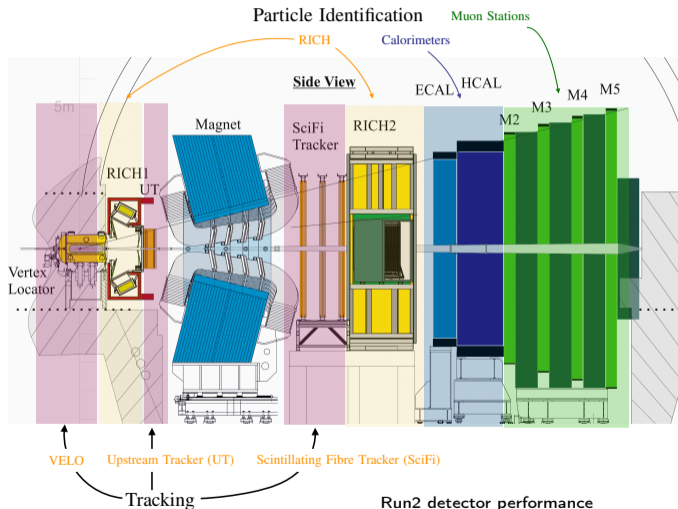 Particle Identification
Muon Stations
RICH
Calorimeters
Side View
ECAL
HCAL
5m
M5
M4
M3
M2
Magnet
SciFi
Tracker
RICH2
RICH1
UT
Vertex
Locator
VELO
Upstream Tracker (UT)
Scintillating Fibre Tracker (SciFi)
Tracking
Run2 detector performance